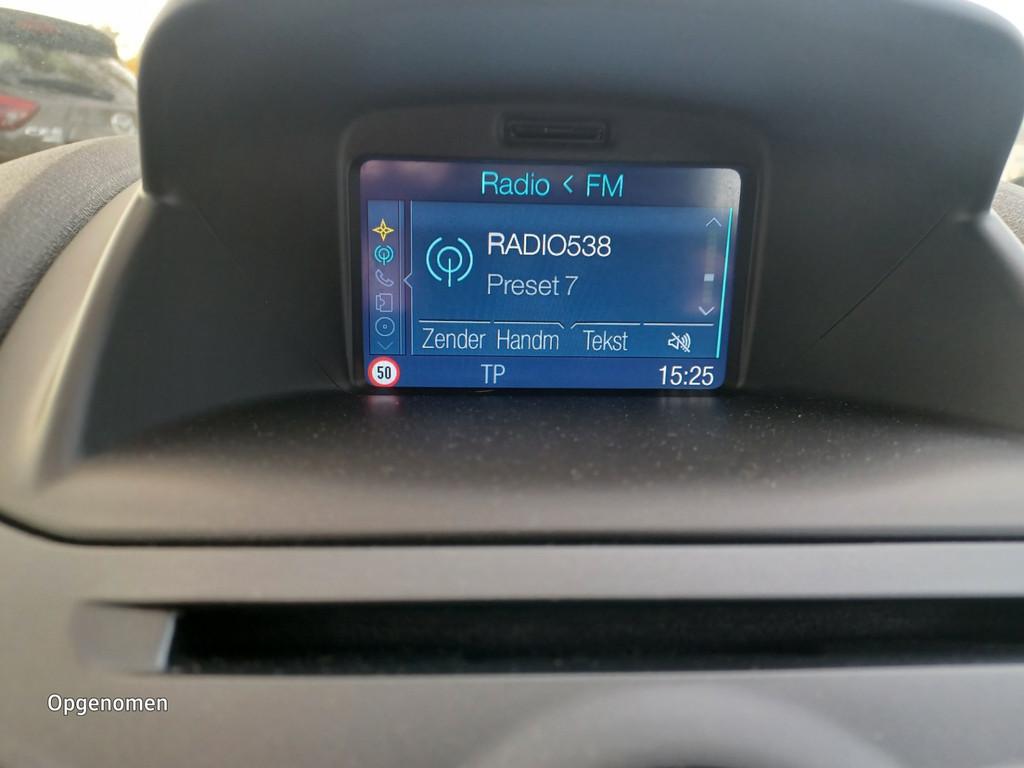 Radio < FM
RADIO538
Preset 7
Zender Handm Tekst
50 TP 15:25
Opgenomen